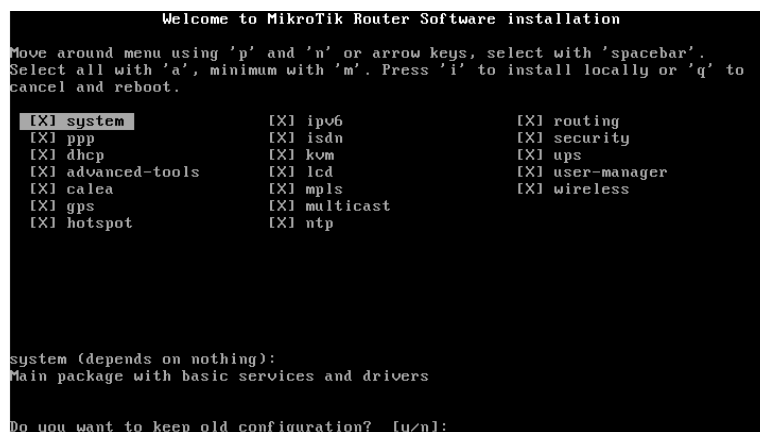 Welcome to MikroTik Router Software installation
Move around menu using 'p' and 'n' or arrow keys, select with 'spacebar'.
Select all with 'a', minimum with 'm'. Press 'i' to install locally or 'q' to
cancel and reboot.
[X] system [X] ipv6 [X] routing
[X] ppp [X] isdn [X] security
[X] dhcp [X] kvm [X] ups
[X] advanced-tools [X] lcd [X] user-manager
[X] calea [X] mpls [X] wireless
[X] gps [X] multicast
[X] hotspot [X] ntp
system (depends on nothing):
Main package with basic services and drivers
Do you want to keep old configuration? [y/n]: